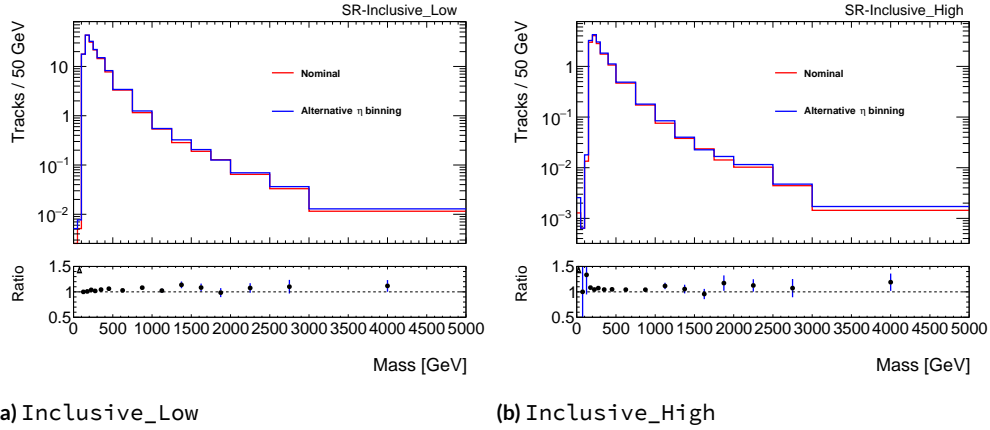 SR-Inclusive_Low
Tracks / 50 GeV
10
1
10⁻¹
10⁻²
Nominal
Alternative η binning
Ratio
1.5
1
0.5
0 500 1000 1500 2000 2500 3000 3500 4000 4500 5000
Mass [GeV]
a) Inclusive_Low
SR-Inclusive_High
Tracks / 50 GeV
1
10⁻¹
10⁻²
10⁻³
Nominal
Alternative η binning
Ratio
1.5
1
0.5
0 500 1000 1500 2000 2500 3000 3500 4000 4500 5000
Mass [GeV]
(b) Inclusive_High